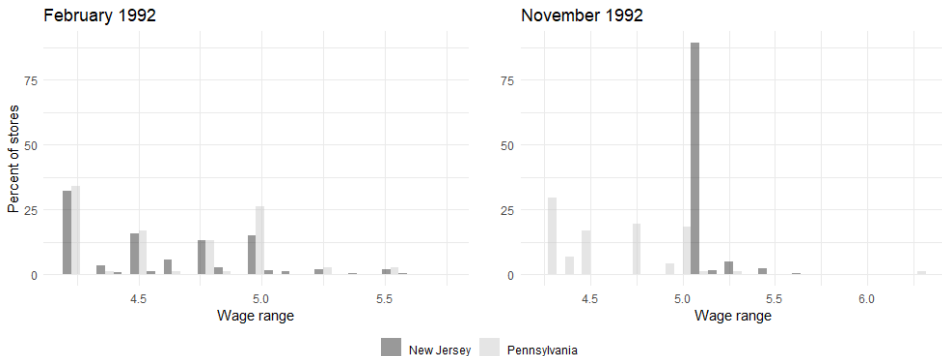 February 1992
November 1992
Percent of stores
75
50
25
0
4.5
5.0
5.5
Wage range
75
50
25
0
4.5
5.0
5.5
6.0
Wage range
New Jersey
Pennsylvania